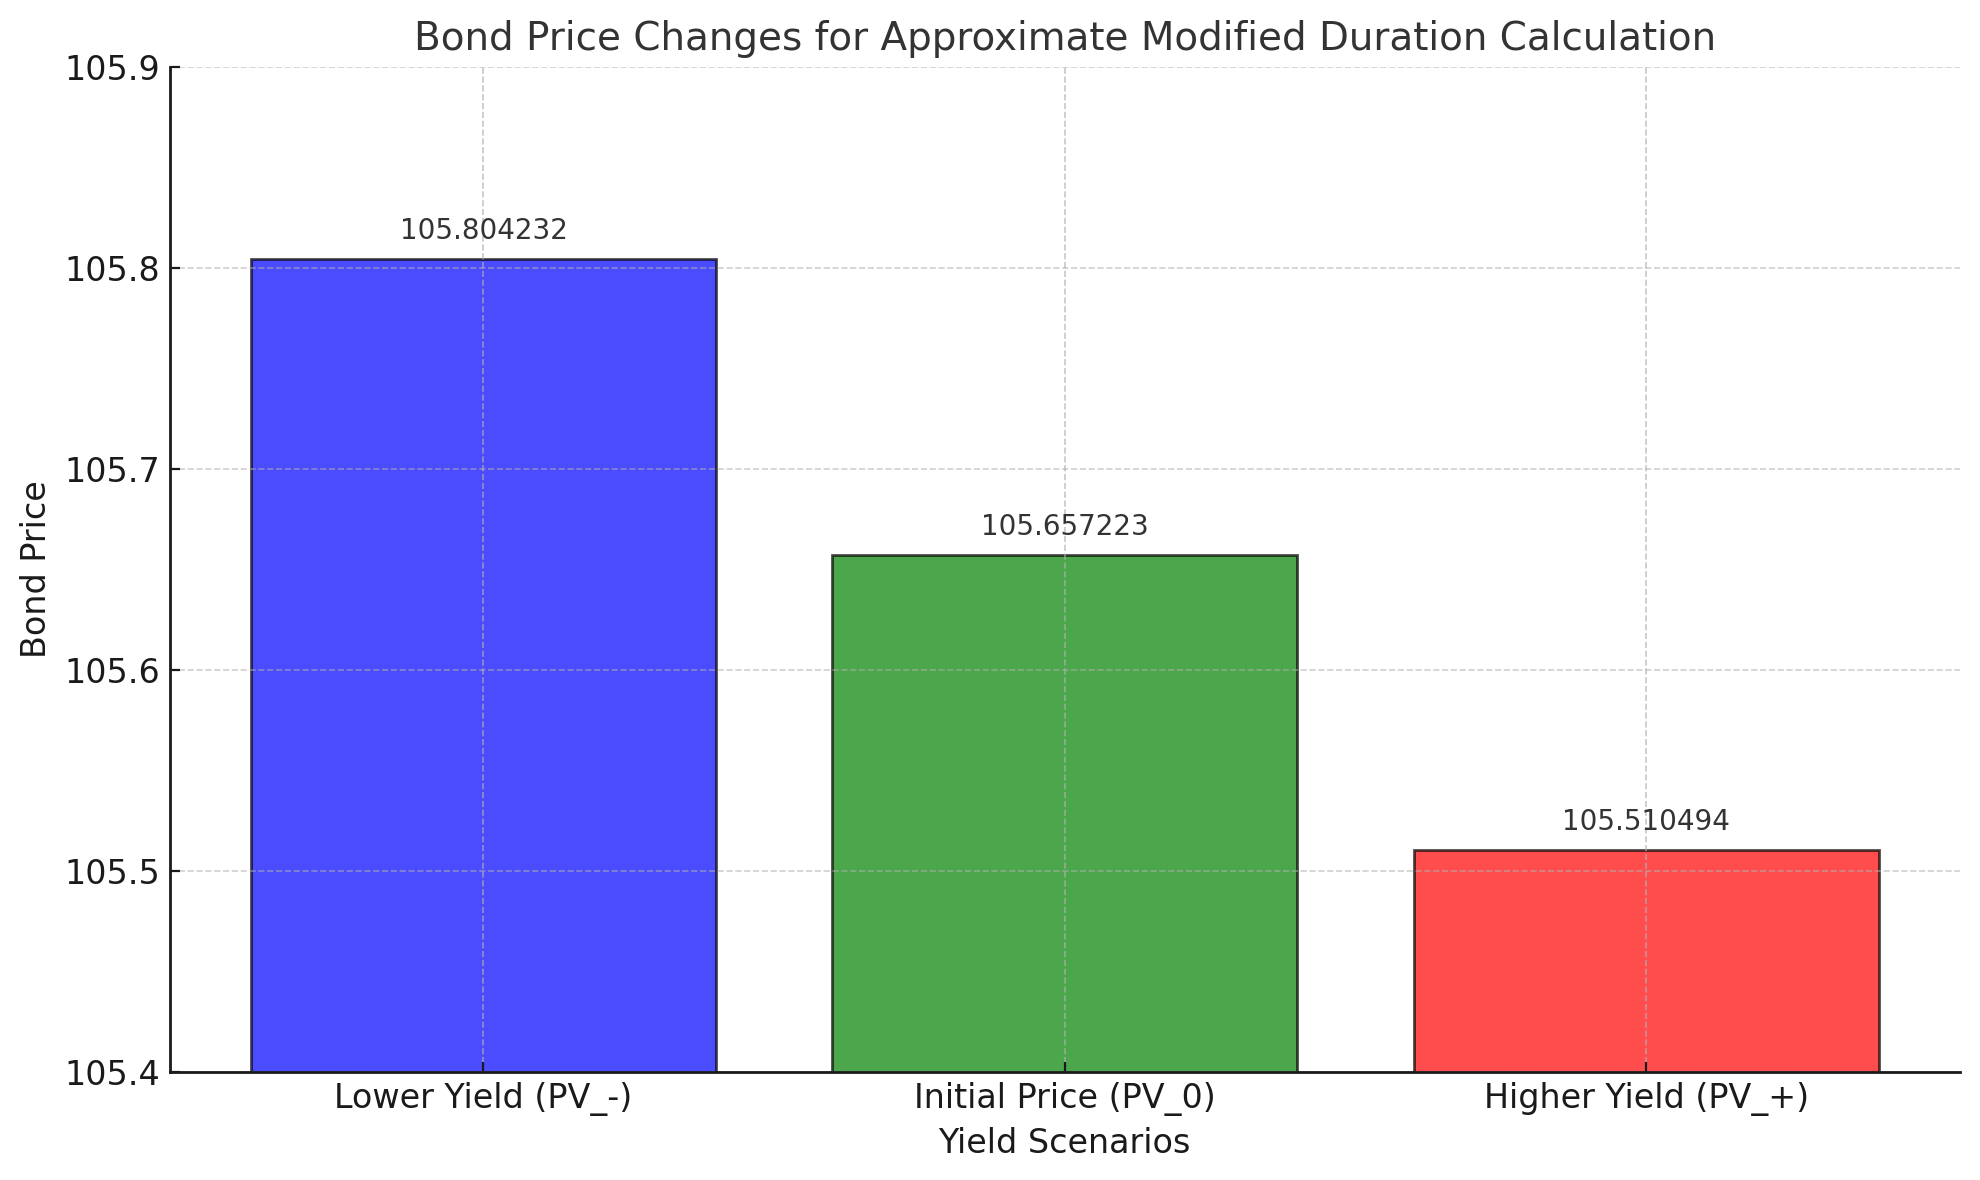 Bond Price Changes for Approximate Modified Duration Calculation
105.9
105.8
105.7
105.6
105.5
105.4
Bond Price
105.804232
105.657223
105.510494
Lower Yield (PV_-)
Initial Price (PV_0)
Higher Yield (PV_+)
Yield Scenarios